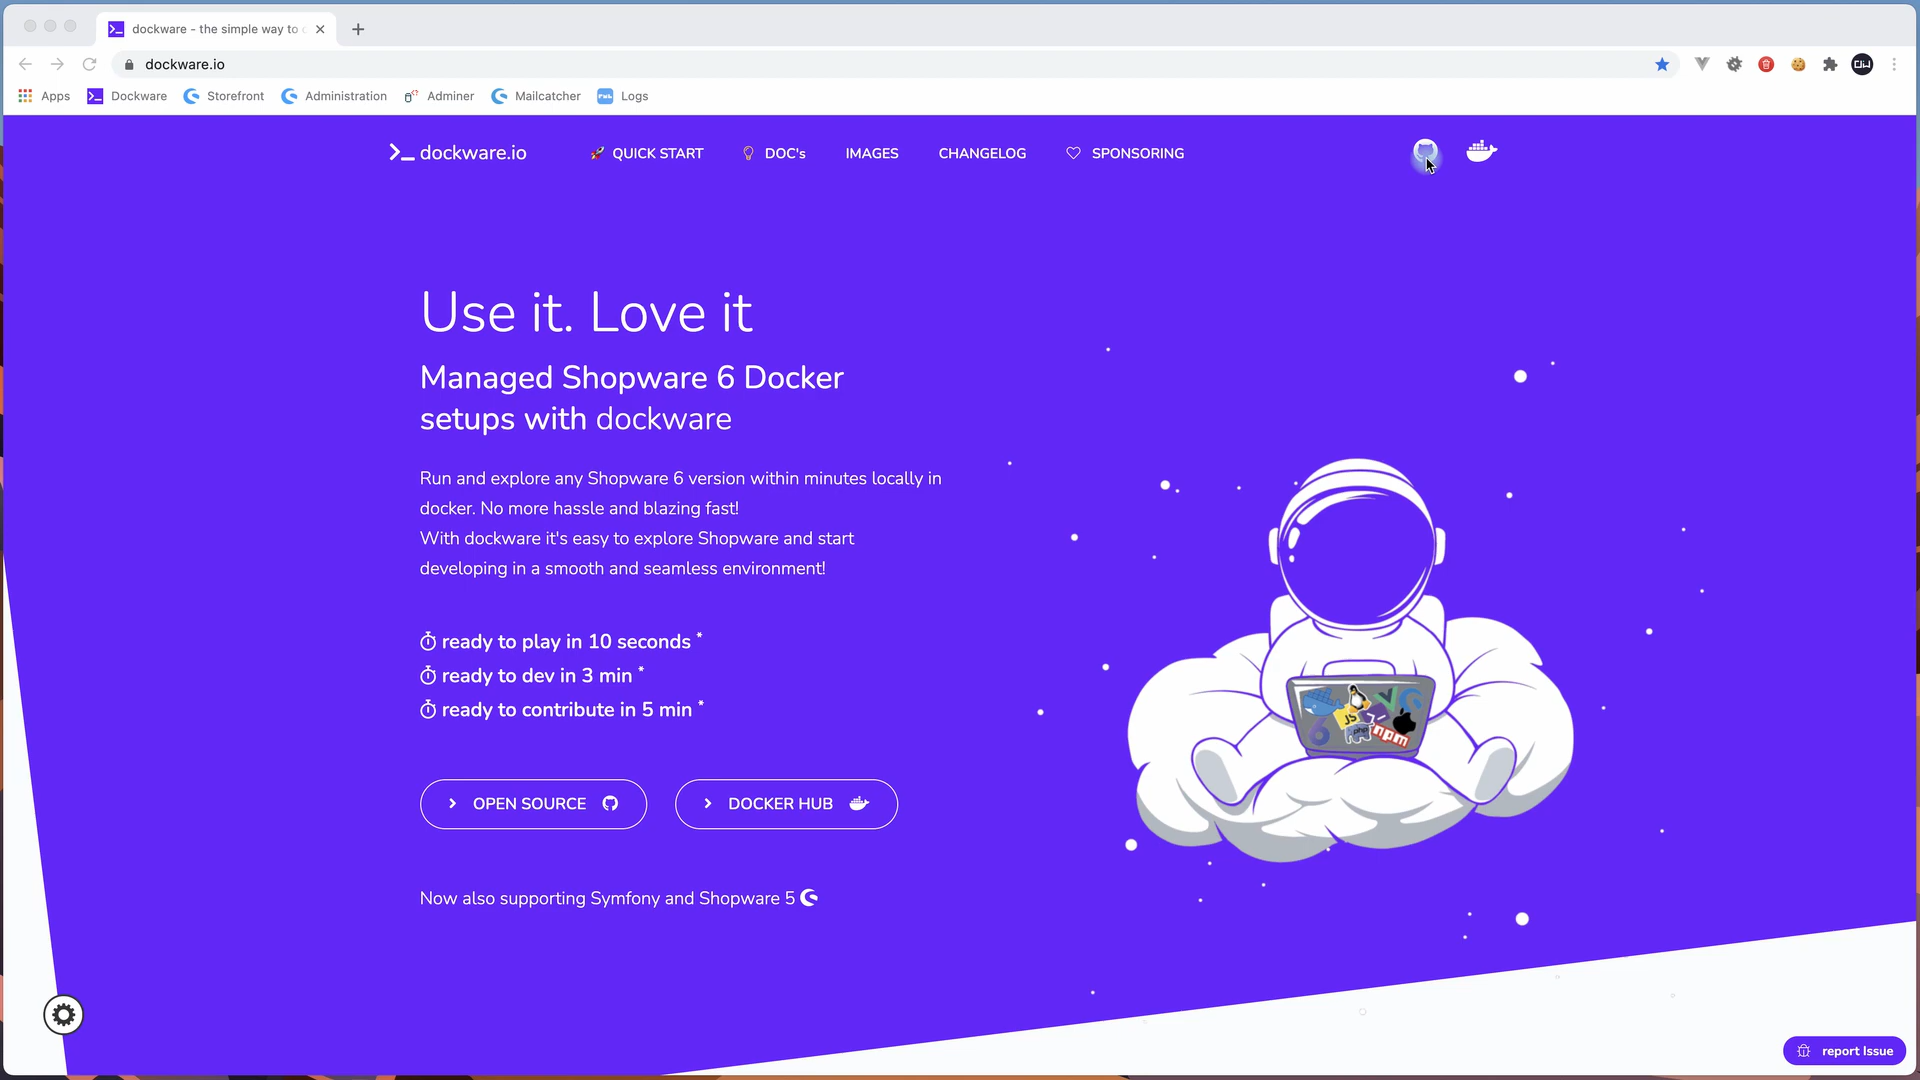 dockware - the simple way to
dockware.io
Apps
Dockware
Storefront
Administration
Adminer
Mailcatcher
Logs
dockware.io
QUICK START
DOC's
IMAGES
CHANGELOG
SPONSORING
Use it. Love it
Managed Shopware 6 Docker
setups with dockware
Run and explore any Shopware 6 version within minutes locally in
docker. No more hassle and blazing fast!
With dockware it's easy to explore Shopware and start
developing in a smooth and seamless environment!
ready to play in 10 seconds *
ready to dev in 3 min *
ready to contribute in 5 min *
JS
6
php
npm
OPEN SOURCE
DOCKER HUB
Now also supporting Symfony and Shopware 5
report Issue